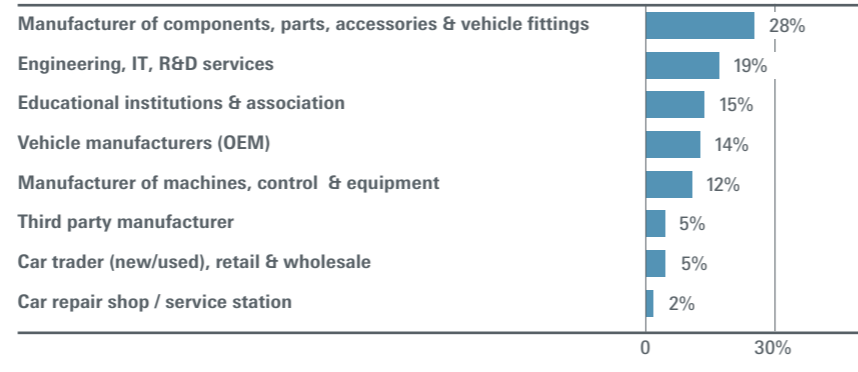 Manufacturer of components, parts, accessories & vehicle fittings 28%
Engineering, IT, R&D services 19%
Educational institutions & association 15%
Vehicle manufacturers (OEM) 14%
Manufacturer of machines, control & equipment 12%
Third party manufacturer 5%
Car trader (new/used), retail & wholesale 5%
Car repair shop / service station 2%
0 30%